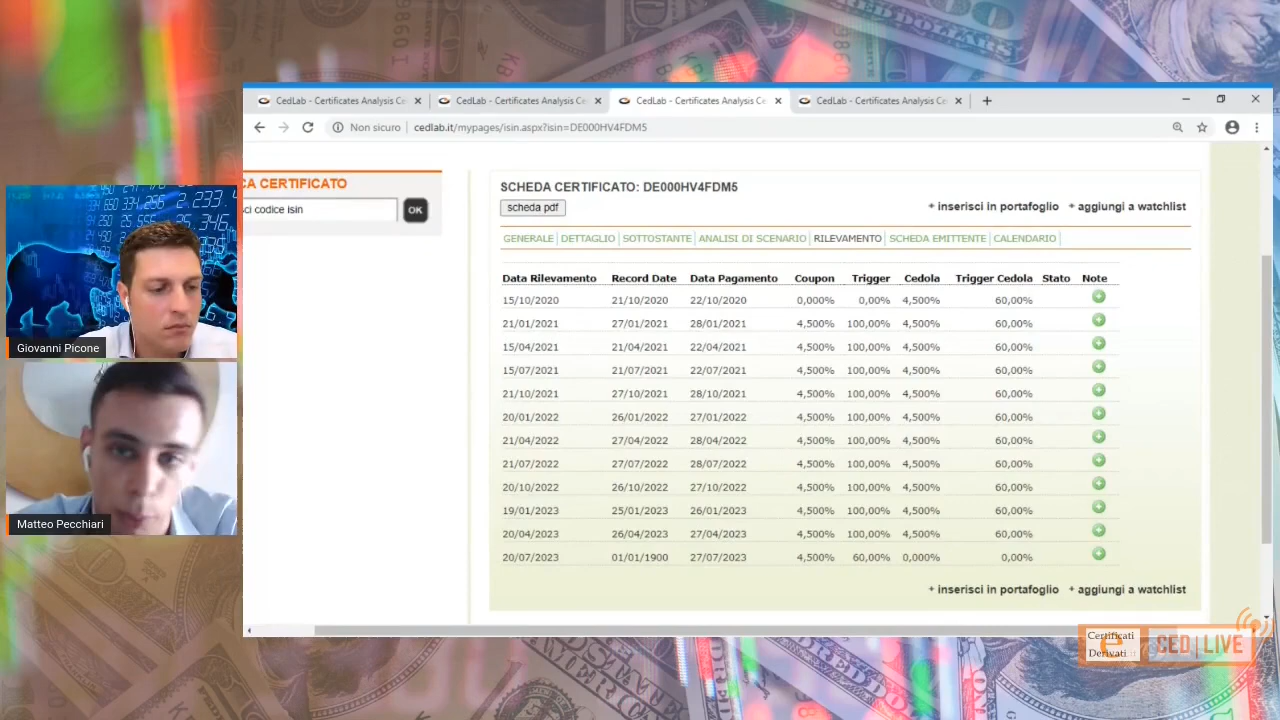 CedLab - Certificates Analysis Ce
CedLab - Certificates Analysis Ce
CedLab - Certificates Analysis Ce
CedLab - Certificates Analysis Ce
Non sicuro | cedlab.it/mypages/isin.aspx?isin=DE000HV4FDM5
CA CERTIFICATO
sci codice Isin
OK
SCHEDA CERTIFICATO: DE000HV4FDM5
scheda pdf
+ inserisci in portafoglio + aggiungi a watchlist
GENERALE DETTAGLIO SOTTOSTANTE ANALISI DI SCENARIO RILEVAMENTO SCHEDA EMITTENTE CALENDARIO
Data Rilevamento Record Date Data Pagamento Coupon Trigger Cedola Trigger Cedola Stato Note
15/10/2020 21/10/2020 22/10/2020 0,000% 0,00% 4,500% 60,00%
21/01/2021 27/01/2021 28/01/2021 4,500% 100,00% 4,500% 60,00%
15/04/2021 21/04/2021 22/04/2021 4,500% 100,00% 4,500% 60,00%
15/07/2021 21/07/2021 22/07/2021 4,500% 100,00% 4,500% 60,00%
21/10/2021 27/10/2021 28/10/2021 4,500% 100,00% 4,500% 60,00%
20/01/2022 26/01/2022 27/01/2022 4,500% 100,00% 4,500% 60,00%
21/04/2022 27/04/2022 28/04/2022 4,500% 100,00% 4,500% 60,00%
21/07/2022 27/07/2022 28/07/2022 4,500% 100,00% 4,500% 60,00%
20/10/2022 26/10/2022 27/10/2022 4,500% 100,00% 4,500% 60,00%
19/01/2023 25/01/2023 26/01/2023 4,500% 100,00% 4,500% 60,00%
20/04/2023 26/04/2023 27/04/2023 4,500% 100,00% 4,500% 60,00%
20/07/2023 01/01/1900 27/07/2023 4,500% 60,00% 0,000% 0,00%
+ inserisci in portafoglio + aggiungi a watchlist
Giovanni Picone
Matteo Pecchiari
Certificati
e
Derivati.it
CED | LIVE